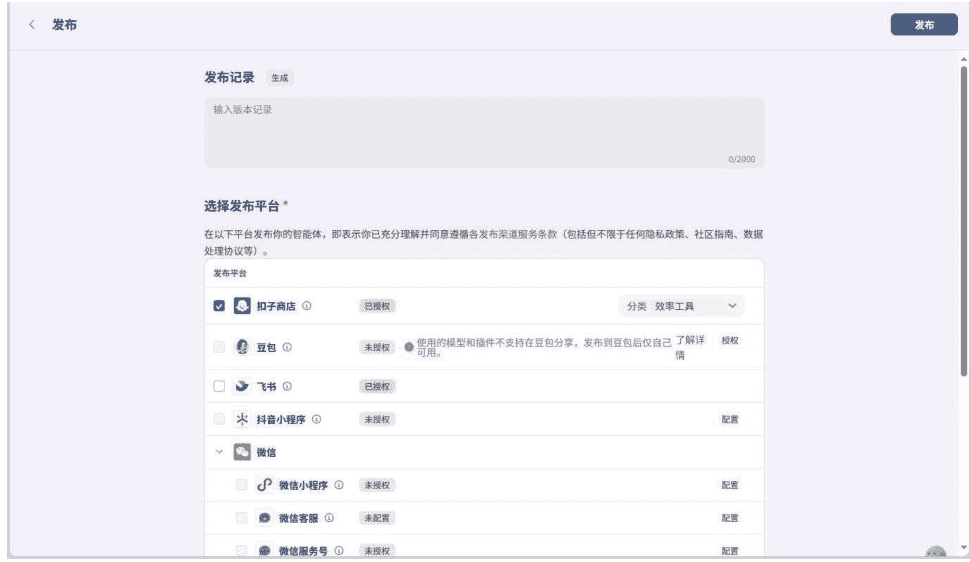 发布
发布
发布记录 生成
输入版本记录
0/2000
选择发布平台 *
在以下平台发布你的智能体，即表示你已充分理解并同意遵循各发布渠道服务条款（包括但不限于任何隐私政策、社区指南、数据
处理协议等）。
发布平台
扣子商店 已授权 分类 效率工具
豆包 未授权 使用的模型和插件不支持在豆包分享，发布到豆包后仅自己可用。 了解详情 授权
飞书 已授权
抖音小程序 未授权 配置
微信
微信小程序 未授权 配置
微信客服 未配置 配置
微信服务号 未授权 配置